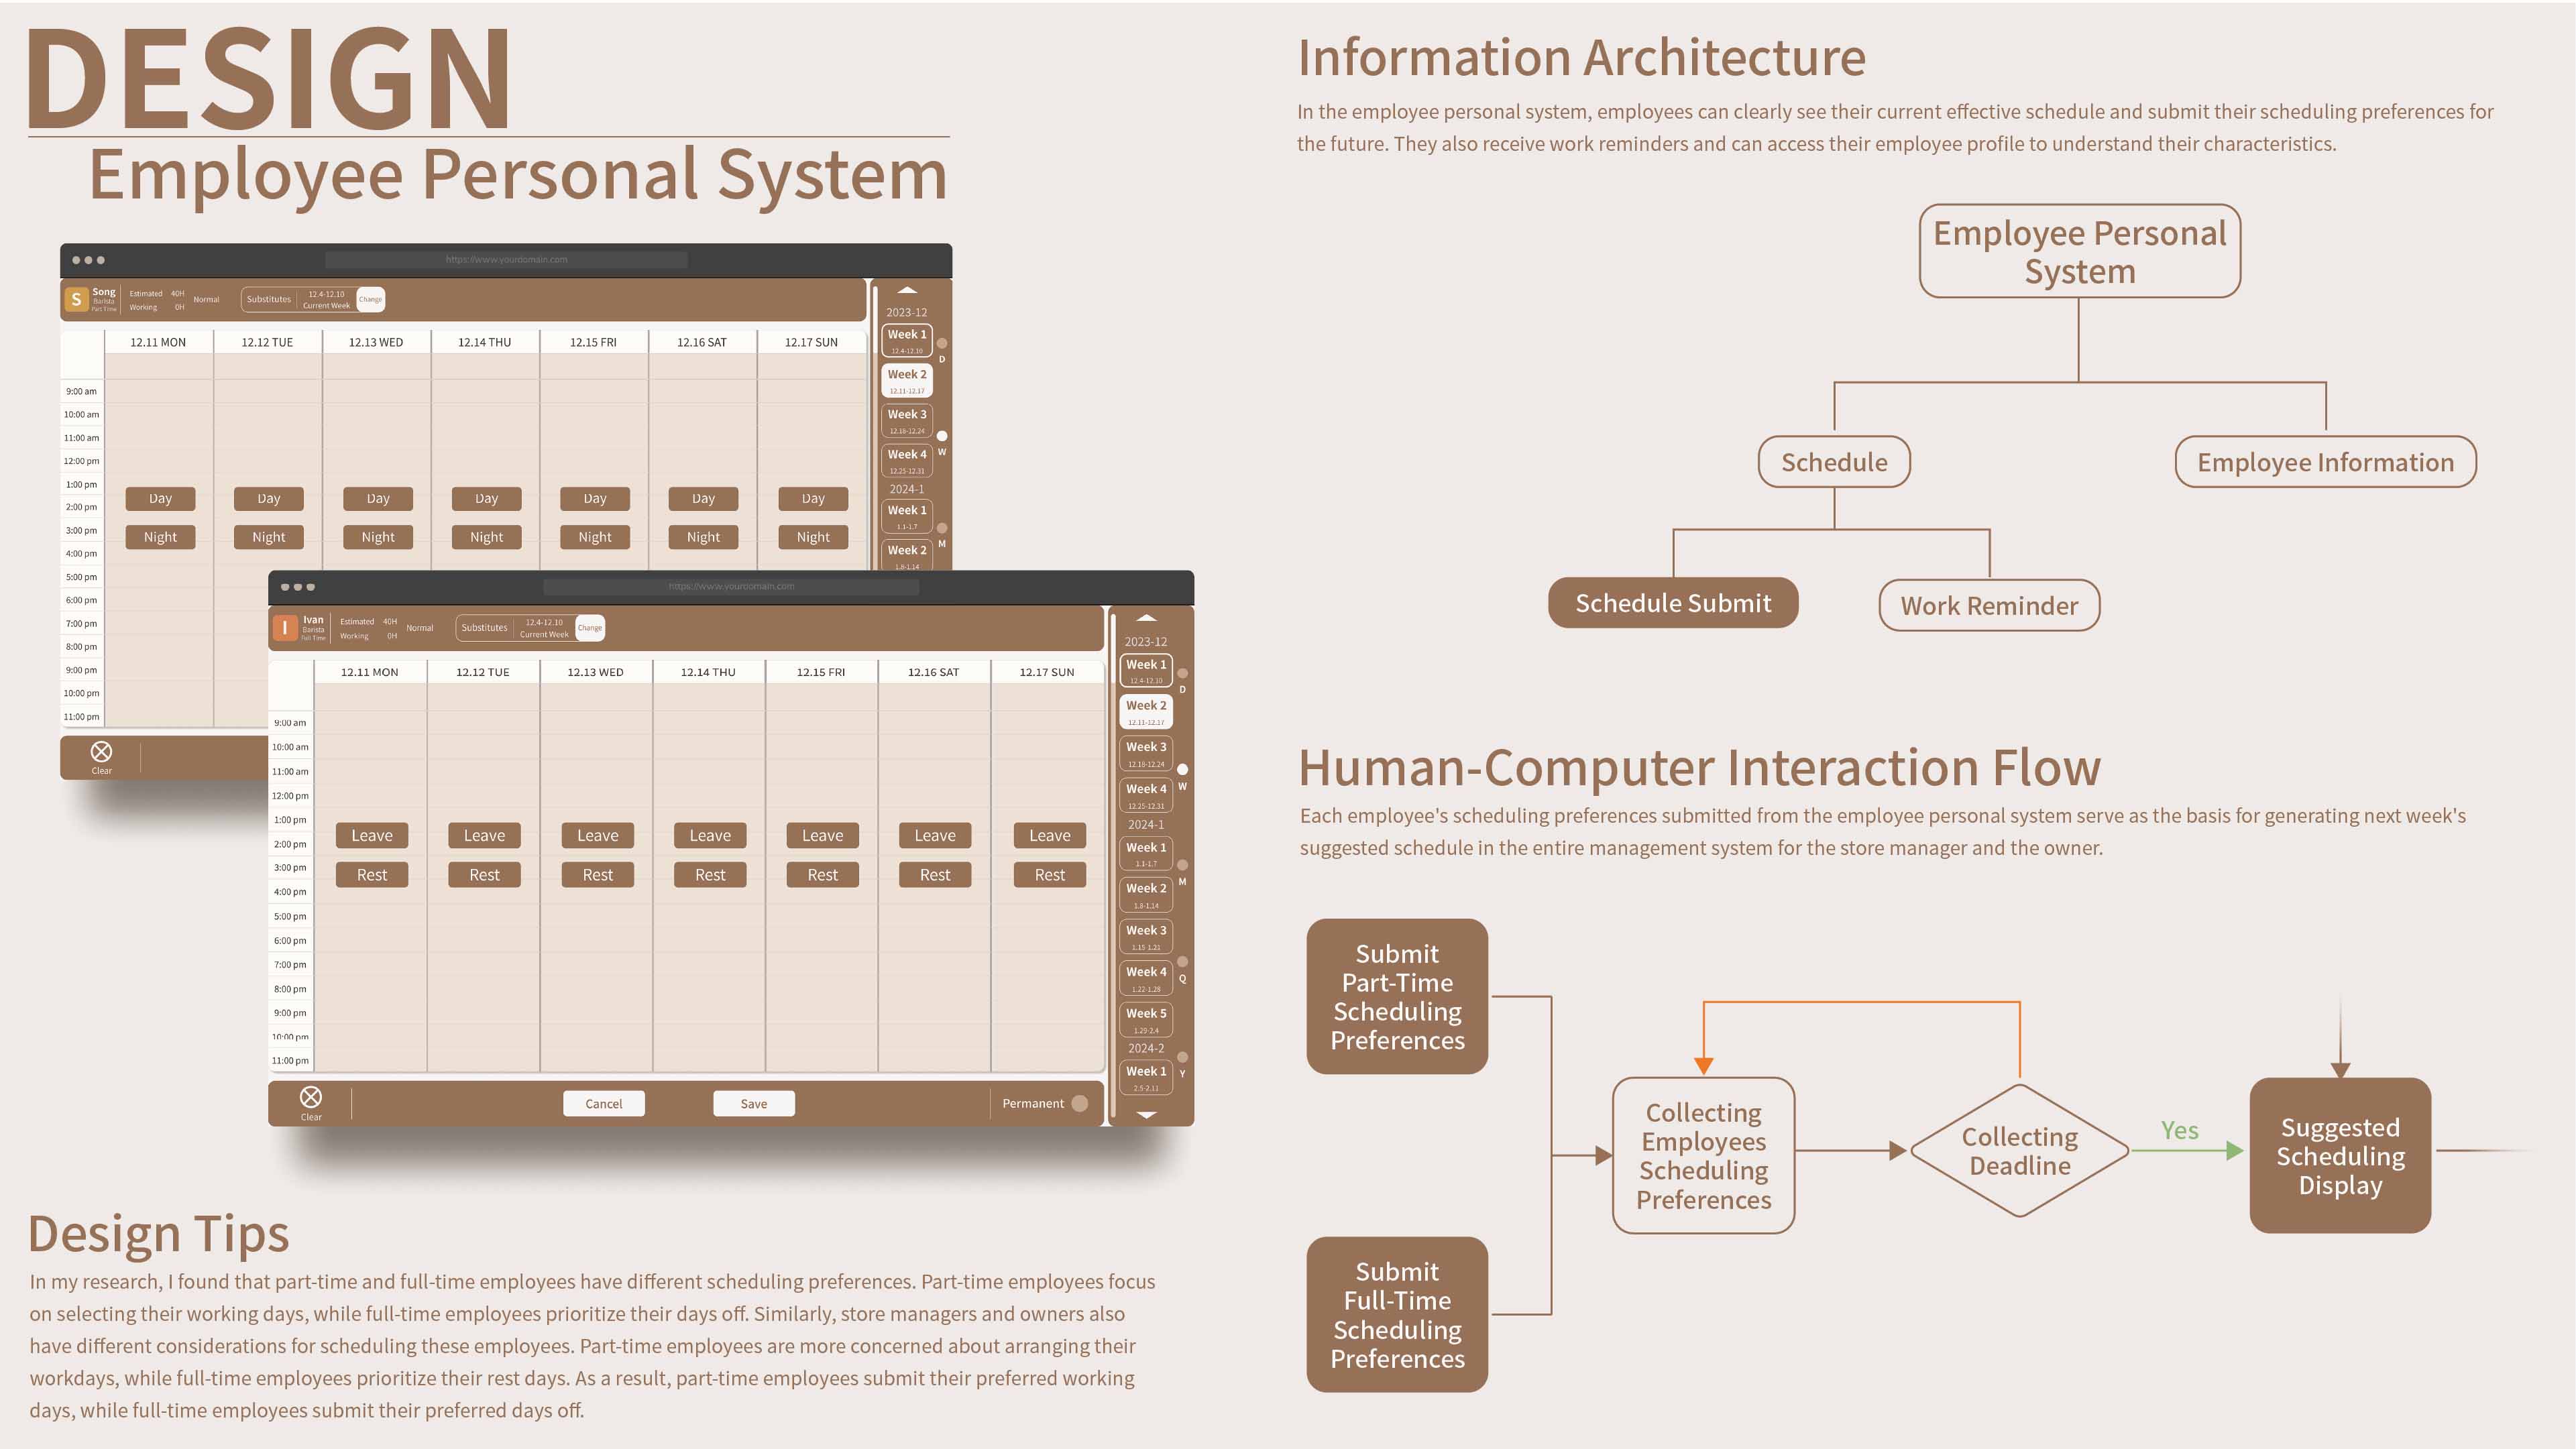 DESIGN
Employee Personal System
https://www.yourdomain.com
S
Song
Barista
Part Time
Estimated 40H
Working 0H
Normal
Substitutes
12.4-12.10
Current Week
Change
12.11 MON 12.12 TUE 12.13 WED 12.14 THU 12.15 FRI 12.16 SAT 12.17 SUN
9:00 am
10:00 am
11:00 am
12:00 pm
1:00 pm
Day Day Day Day Day Day Day
2:00 pm
3:00 pm
Night Night Night Night Night Night Night
4:00 pm
5:00 pm
6:00 pm
7:00 pm
8:00 pm
9:00 pm
10:00 pm
11:00 pm
Clear
2023-12
Week 1
12.4-12.10
D
Week 2
12.11-12.17
Week 3
12.18-12.24
W
Week 4
12.25-12.31
2024-1
Week 1
1.1-1.7
M
Week 2
1.8-1.14
https://www.yourdomain.com
I
Ivan
Barista
Full Time
Estimated 40H
Working 0H
Normal
Substitutes
12.4-12.10
Current Week
Change
12.11 MON 12.12 TUE 12.13 WED 12.14 THU 12.15 FRI 12.16 SAT 12.17 SUN
9:00 am
10:00 am
11:00 am
12:00 pm
1:00 pm
Leave Leave Leave Leave Leave Leave Leave
2:00 pm
3:00 pm
Rest Rest Rest Rest Rest Rest Rest
4:00 pm
5:00 pm
6:00 pm
7:00 pm
8:00 pm
9:00 pm
10:00 pm
11:00 pm
Clear
Cancel
Save
Permanent
2023-12
Week 1
12.4-12.10
D
Week 2
12.11-12.17
Week 3
12.18-12.24
W
Week 4
12.25-12.31
2024-1
Week 1
1.1-1.7
M
Week 2
1.8-1.14
Week 3
1.15-1.21
Week 4
1.22-1.28
Q
Week 5
1.29-2.4
2024-2
Week 1
2.5-2.11
Y
Design Tips
In my research, I found that part-time and full-time employees have different scheduling preferences. Part-time employees focus
on selecting their working days, while full-time employees prioritize their days off. Similarly, store managers and owners also
have different considerations for scheduling these employees. Part-time employees are more concerned about arranging their
workdays, while full-time employees prioritize their rest days. As a result, part-time employees submit their preferred working
days, while full-time employees submit their preferred days off.
Information Architecture
In the employee personal system, employees can clearly see their current effective schedule and submit their scheduling preferences for
the future. They also receive work reminders and can access their employee profile to understand their characteristics.
Employee Personal
System
Schedule
Employee Information
Schedule Submit
Work Reminder
Human-Computer Interaction Flow
Each employee's scheduling preferences submitted from the employee personal system serve as the basis for generating next week's
suggested schedule in the entire management system for the store manager and the owner.
Submit
Part-Time
Scheduling
Preferences
Submit
Full-Time
Scheduling
Preferences
Collecting
Employees
Scheduling
Preferences
Collecting
Deadline
Yes
Suggested
Scheduling
Display